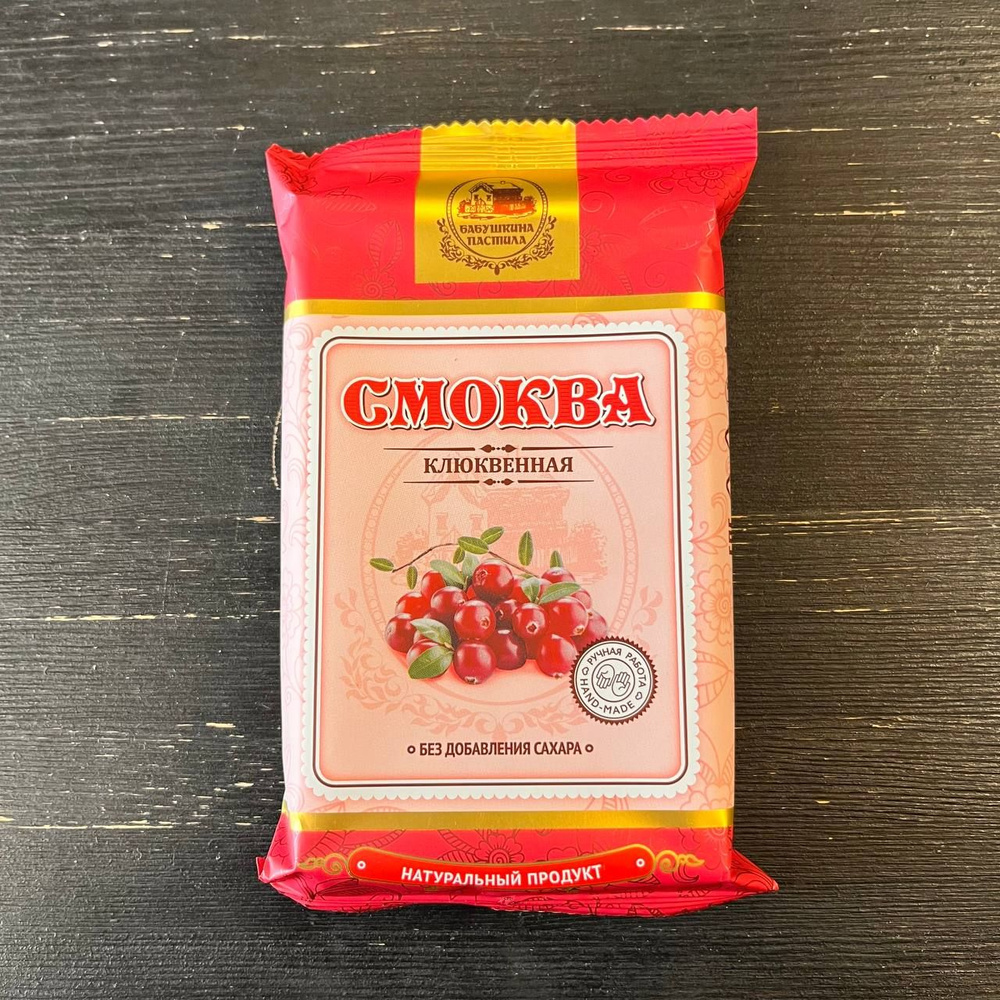 БАБУШКИНА
ПАСТИЛА
СМОКВА
КЛЮКВЕННАЯ
РУЧНАЯ РАБОТА
HAND-MADE
БЕЗ ДОБАВЛЕНИЯ САХАРА
НАТУРАЛЬНЫЙ ПРОДУКТ